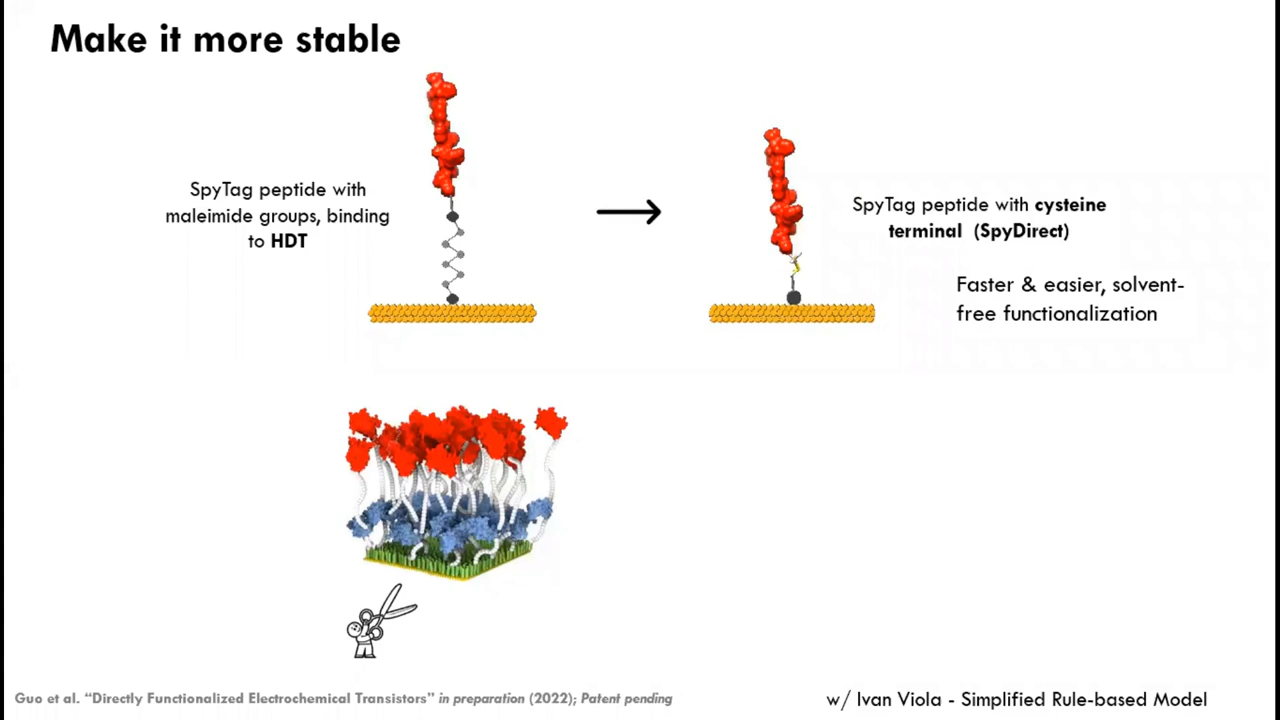 Make it more stable
SpyTag peptide with
maleimide groups, binding
to HDT
SpyTag peptide with cysteine
terminal (SpyDirect)
Faster & easier, solvent-
free functionalization
Guo et al. “Directly Functionalized Electrochemical Transistors” in preparation (2022); Patent pending
w/ Ivan Viola - Simplified Rule-based Model